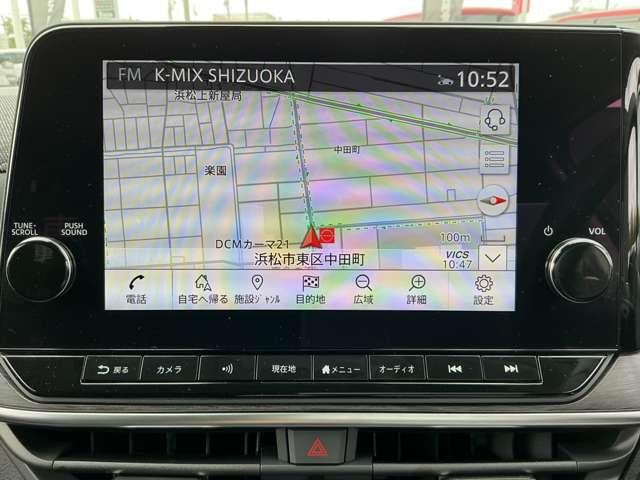 FM K-MIX SHIZUOKA 10:52
浜松上新屋局
中田町
楽園
DCMカーマ21
100m
浜松市東区中田町
VICS
10:47
電話 自宅へ帰る 施設ジャンル 目的地 広域 詳細 設定
TUNE・SCROLL
PUSH SOUND
VOL
戻る カメラ 現在地 メニュー オーディオ